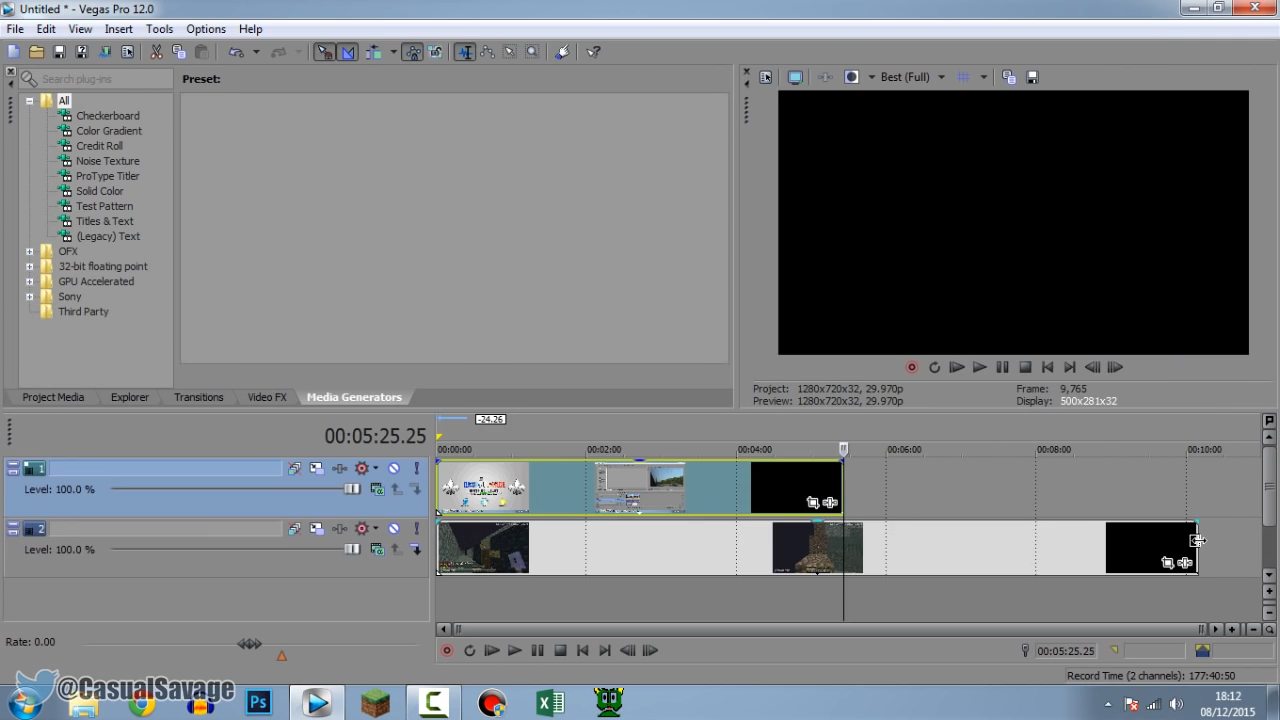 Untitled * - Vegas Pro 12.0
File Edit View Insert Tools Options Help
Search plug-ins
Preset:
Best (Full)
All
Checkerboard
Color Gradient
Credit Roll
Noise Texture
ProType Titler
Solid Color
Test Pattern
Titles & Text
(Legacy) Text
OFX
32-bit floating point
GPU Accelerated
Sony
Third Party
Project: 1280x720x32, 29.970p Frame: 9,765
Preview: 1280x720x32, 29.970p Display: 500x281x32
Project Media Explorer Transitions Video FX Media Generators
-24.26
00:05:25.25
00:00:00 00:02:00 00:04:00 00:06:00 00:08:00 00:10:00
1
Level: 100.0 %
2
Level: 100.0 %
Rate: 0.00
00:05:25.25
Record Time (2 channels): 177:40:50
@CasualSavage
Ps
18:12
08/12/2015